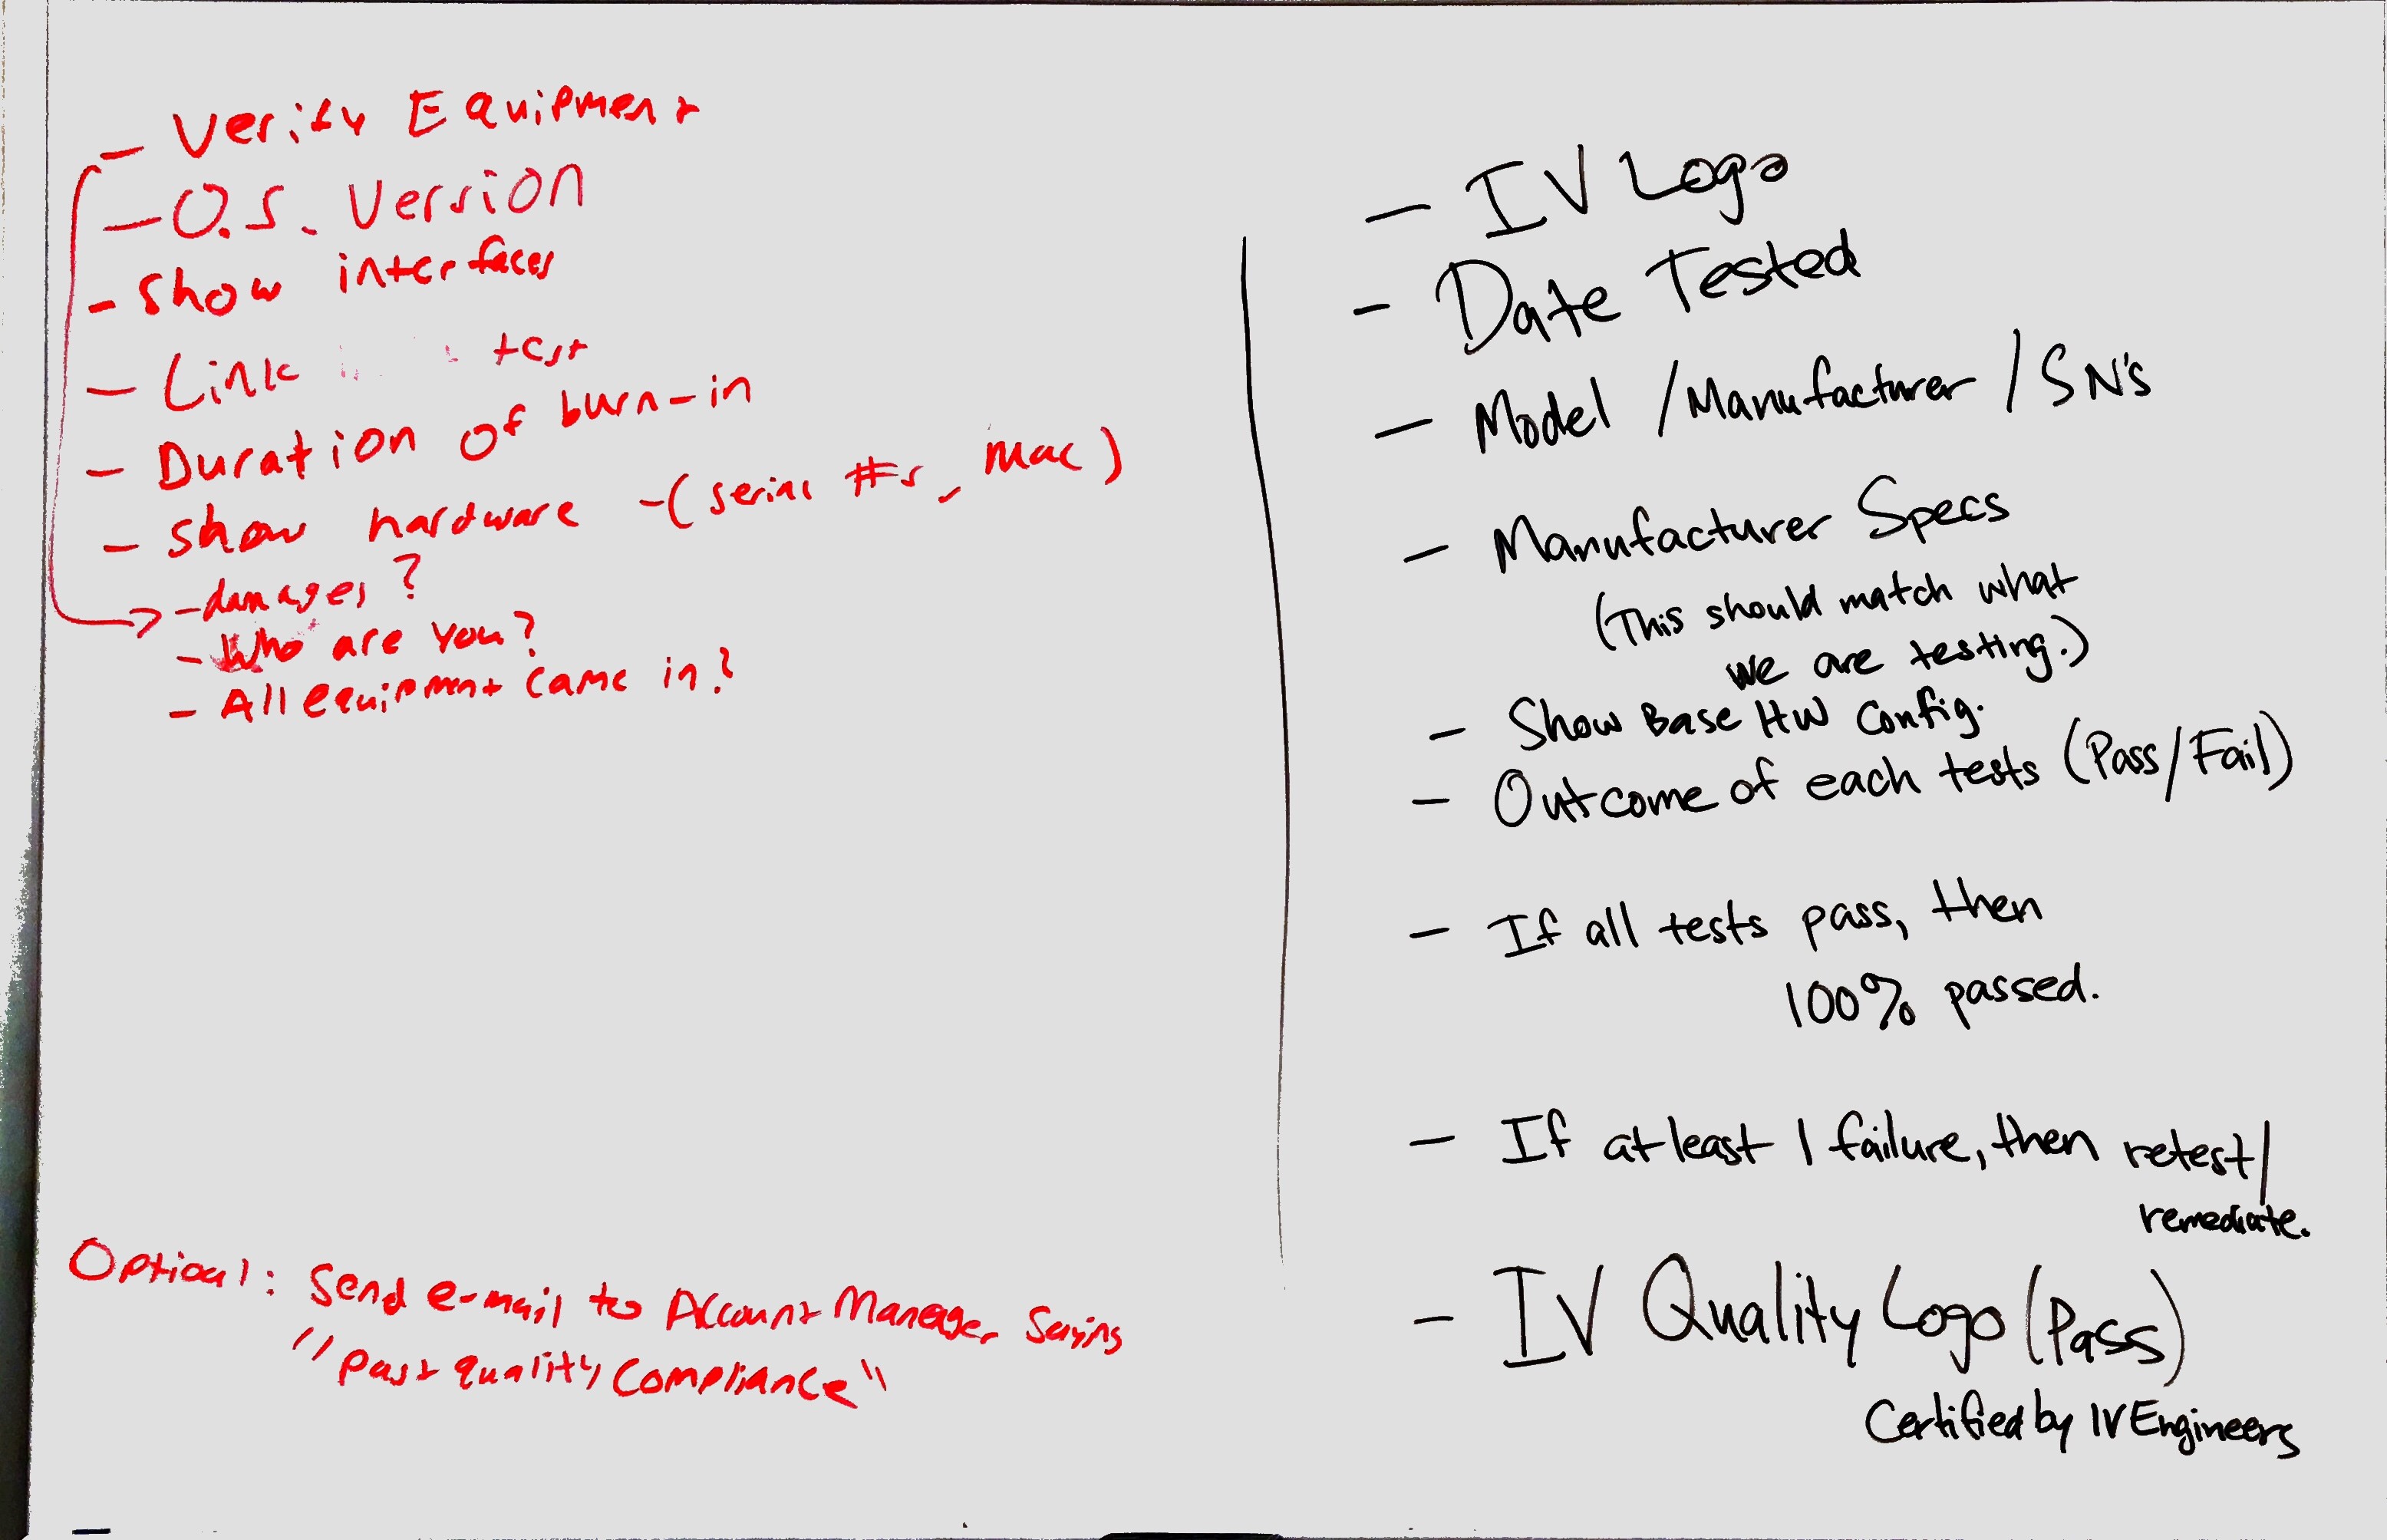 - Verify Equipment
- O.S. Version
- Show interfaces
- Link test
- Duration of burn-in
- Show hardware - (serial #s, Mac)
- damages?
- Who are you?
- All equipment came in?
Optional: Send e-mail to Account Manager saying
"past quality compliance"
- IV Logo
- Date Tested
- Model / Manufacturer / SN's
- Manufacturer Specs
(This should match what
we are testing.)
- Show Base HW Config.
- Outcome of each tests (Pass/Fail)
- If all tests pass, then
100% passed.
- If at least 1 failure, then retest/
remediate.
- IV Quality Logo (Pass)
Certified by IV Engineers